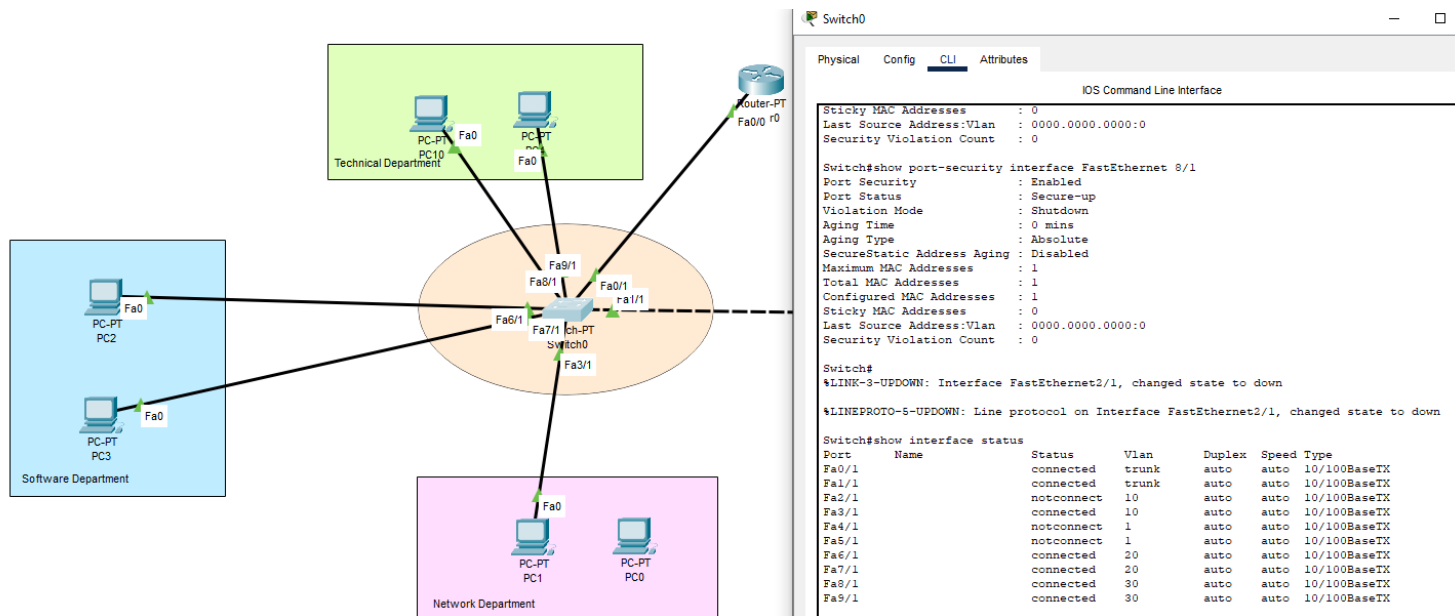 Technical Department
PC-PT
PC10
Fa0
PC-PT
Fa0
Router-PT
r0
Fa0/0
Software Department
PC-PT
PC2
Fa0
PC-PT
PC3
Fa0
Fa9/1
Fa8/1
Fa0/1
Fa1/1
Fa6/1
Fa7/1
ch-PT
Switch0
Fa3/1
Network Department
Fa0
PC-PT
PC1
PC-PT
PC0
Switch0
Physical Config CLI Attributes
IOS Command Line Interface
Sticky MAC Addresses : 0
Last Source Address:Vlan : 0000.0000.0000:0
Security Violation Count : 0
Switch#show port-security interface FastEthernet 8/1
Port Security : Enabled
Port Status : Secure-up
Violation Mode : Shutdown
Aging Time : 0 mins
Aging Type : Absolute
SecureStatic Address Aging : Disabled
Maximum MAC Addresses : 1
Total MAC Addresses : 1
Configured MAC Addresses : 1
Sticky MAC Addresses : 0
Last Source Address:Vlan : 0000.0000.0000:0
Security Violation Count : 0
Switch#
%LINK-3-UPDOWN: Interface FastEthernet2/1, changed state to down
%LINEPROTO-5-UPDOWN: Line protocol on Interface FastEthernet2/1, changed state to down
Switch#show interface status
Port Name Status Vlan Duplex Speed Type
Fa0/1 connected trunk auto auto 10/100BaseTX
Fa1/1 connected trunk auto auto 10/100BaseTX
Fa2/1 notconnect 10 auto auto 10/100BaseTX
Fa3/1 connected 10 auto auto 10/100BaseTX
Fa4/1 notconnect 1 auto auto 10/100BaseTX
Fa5/1 notconnect 1 auto auto 10/100BaseTX
Fa6/1 connected 20 auto auto 10/100BaseTX
Fa7/1 connected 20 auto auto 10/100BaseTX
Fa8/1 connected 30 auto auto 10/100BaseTX
Fa9/1 connected 30 auto auto 10/100BaseTX